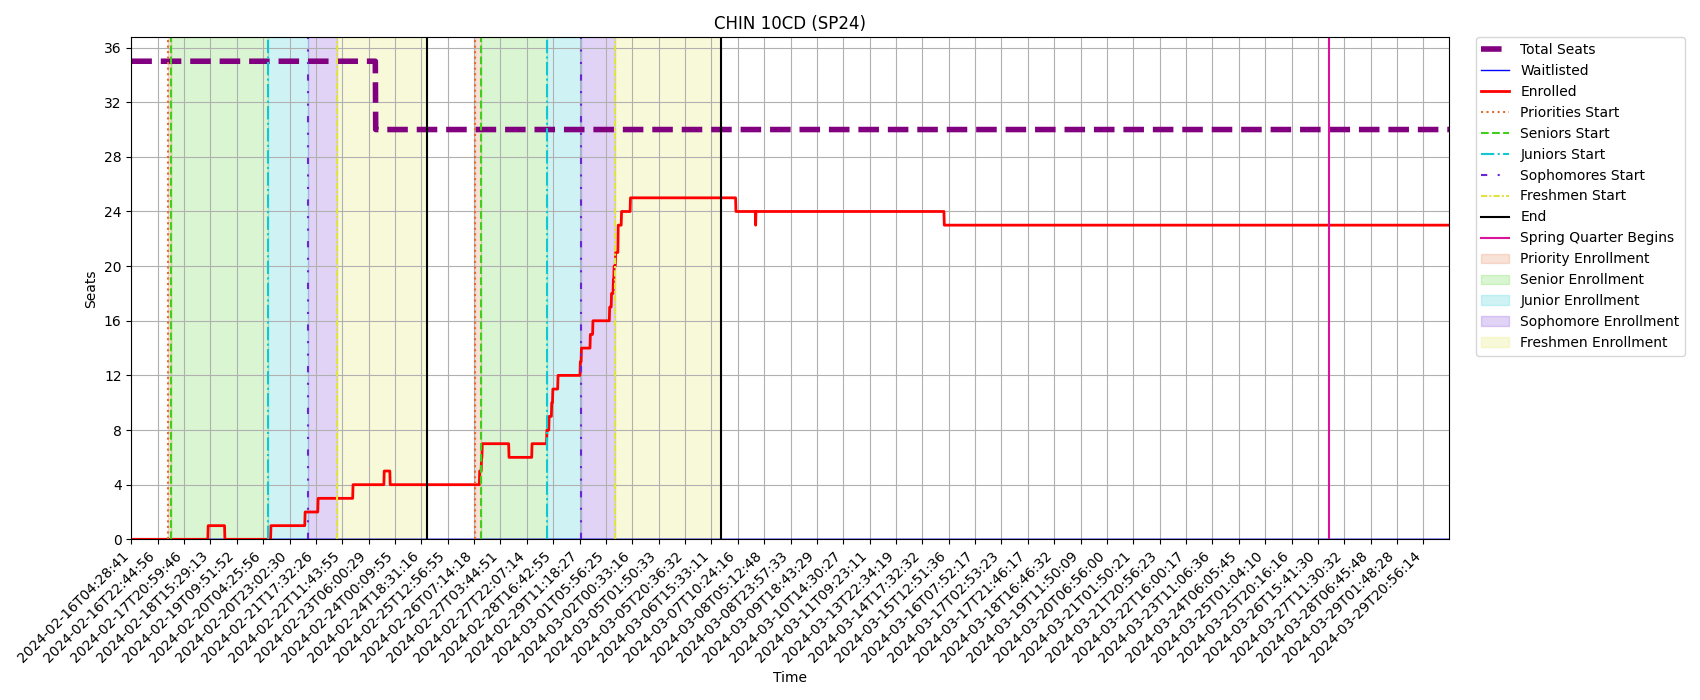 CHIN 10CD (SP24)
36
32
28
24
20
16
12
8
4
0
Seats
2024-02-16T04:28:41
2024-02-16T22:44:56
2024-02-17T20:59:46
2024-02-18T15:29:13
2024-02-19T09:51:52
2024-02-20T04:25:56
2024-02-20T23:02:30
2024-02-21T17:32:26
2024-02-22T11:43:55
2024-02-23T06:00:29
2024-02-24T00:09:55
2024-02-24T18:31:16
2024-02-25T12:56:55
2024-02-26T07:14:18
2024-02-27T03:44:51
2024-02-27T22:07:14
2024-02-28T16:42:55
2024-02-29T11:18:27
2024-03-01T05:56:25
2024-03-02T00:33:16
2024-03-05T01:50:33
2024-03-05T20:36:32
2024-03-06T15:33:11
2024-03-07T10:24:16
2024-03-08T05:12:48
2024-03-08T23:57:33
2024-03-09T18:43:29
2024-03-10T14:30:27
2024-03-11T09:23:11
2024-03-13T22:34:19
2024-03-14T17:32:32
2024-03-15T12:51:36
2024-03-16T07:52:17
2024-03-17T02:53:23
2024-03-17T21:46:17
2024-03-18T16:46:32
2024-03-19T11:50:09
2024-03-20T06:56:00
2024-03-21T01:50:21
2024-03-21T20:56:23
2024-03-22T16:00:17
2024-03-23T11:06:36
2024-03-24T06:05:45
2024-03-25T01:04:10
2024-03-25T20:16:16
2024-03-26T15:41:30
2024-03-27T11:30:32
2024-03-28T06:45:48
2024-03-29T01:48:28
2024-03-29T20:56:14
Time
Total Seats
Waitlisted
Enrolled
Priorities Start
Seniors Start
Juniors Start
Sophomores Start
Freshmen Start
End
Spring Quarter Begins
Priority Enrollment
Senior Enrollment
Junior Enrollment
Sophomore Enrollment
Freshmen Enrollment